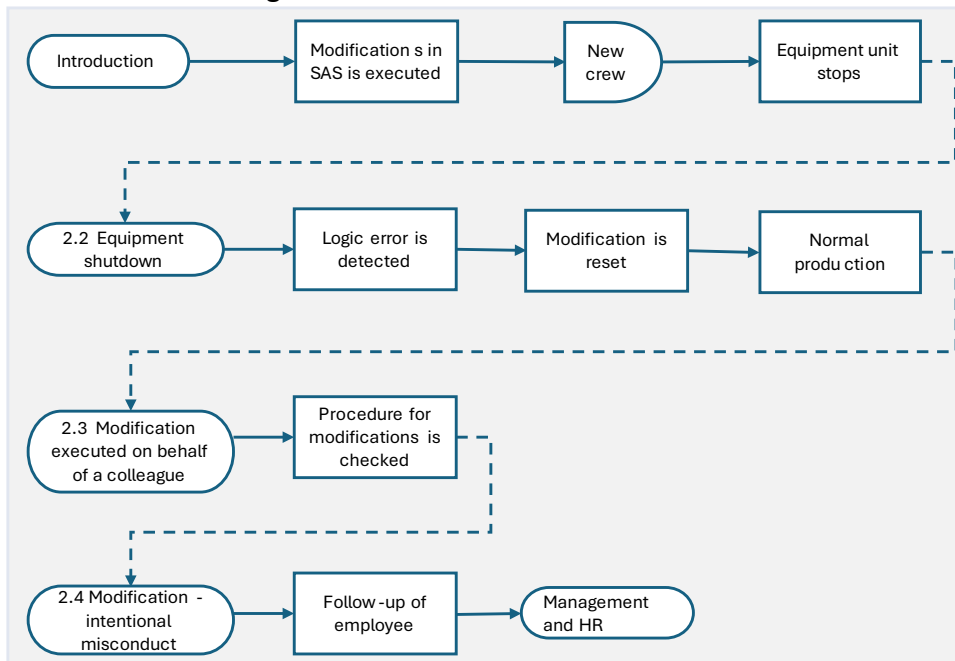 Introduction
Modification s in
SAS is executed
New
crew
Equipment unit
stops
2.2 Equipment
shutdown
Logic error is
detected
Modification is
reset
Normal
production
2.3 Modification
executed on behalf
of a colleague
Procedure for
modifications is
checked
2.4 Modification -
intentional
misconduct
Follow-up of
employee
Management
and HR